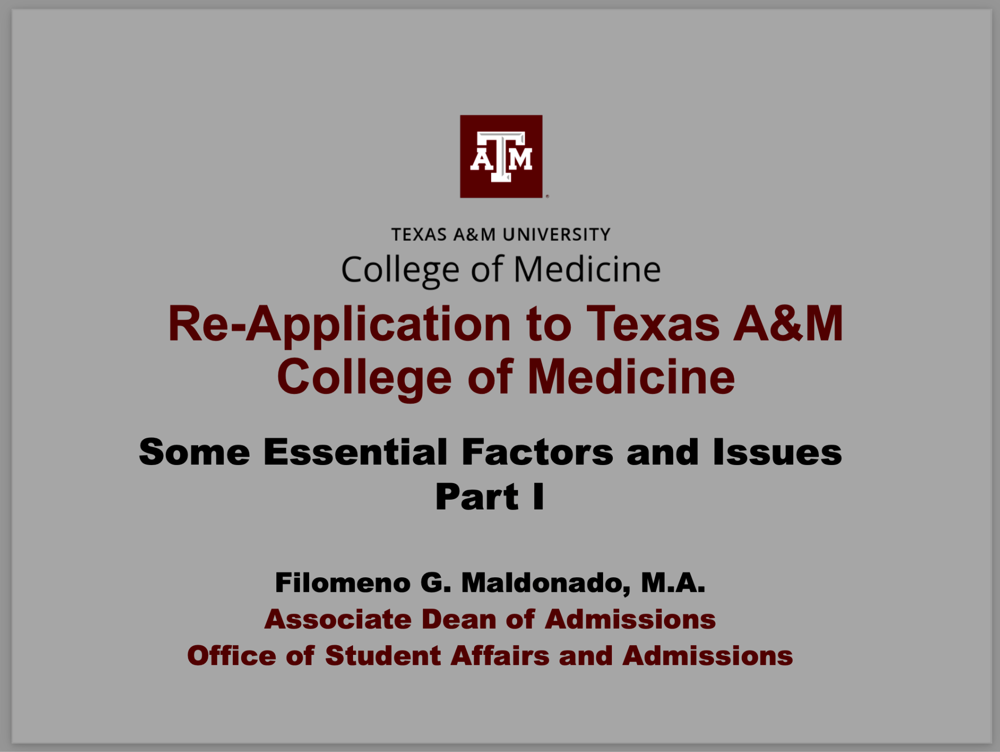 ATM
TEXAS A&M UNIVERSITY
College of Medicine
Re-Application to Texas A&M
College of Medicine
Some Essential Factors and Issues
Part I
Filomeno G. Maldonado, M.A.
Associate Dean of Admissions
Office of Student Affairs and Admissions